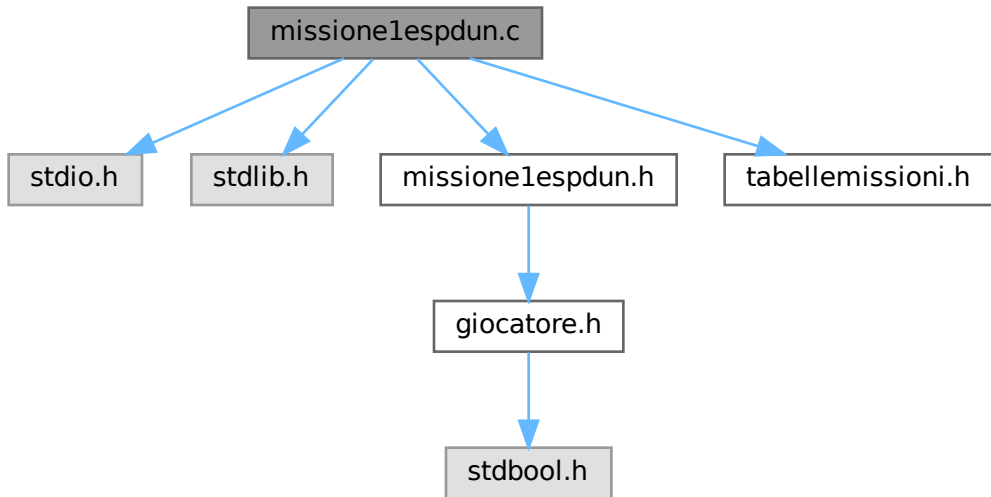 missione1espdun.c
stdio.h
stdlib.h
missione1espdun.h
tabellemissioni.h
giocatore.h
stdbool.h